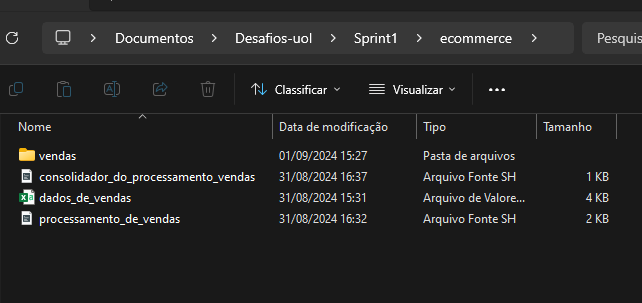 Documentos > Desafios-uol > Sprint1 > ecommerce > Pesquis
Classificar Visualizar
Nome Data de modificação Tipo Tamanho
vendas 01/09/2024 15:27 Pasta de arquivos
consolidador_do_processamento_vendas 31/08/2024 16:37 Arquivo Fonte SH 1 KB
dados_de_vendas 31/08/2024 15:31 Arquivo de Valore... 4 KB
processamento_de_vendas 31/08/2024 16:32 Arquivo Fonte SH 2 KB